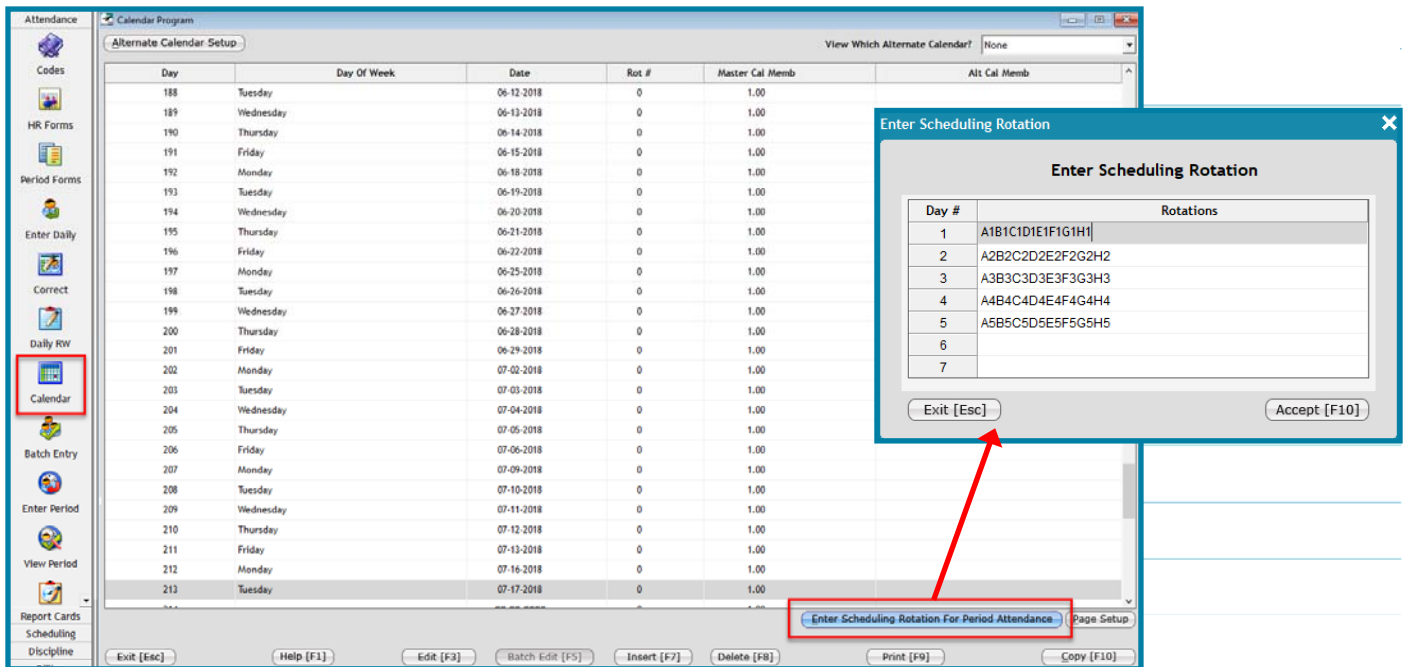 Attendance
Codes
HR Forms
Period Forms
Enter Daily
Correct
Daily RW
Calendar
Batch Entry
Enter Period
View Period
Report Cards
Scheduling
Discipline
Calendar Program
Alternate Calendar Setup
View Which Alternate Calendar? None
Day Day Of Week Date Rot # Master Cal Memb Alt Cal Memb
188 Tuesday 06-12-2018 0 1.00
189 Wednesday 06-13-2018 0 1.00
190 Thursday 06-14-2018 0 1.00
191 Friday 06-15-2018 0 1.00
192 Monday 06-18-2018 0 1.00
193 Tuesday 06-19-2018 0 1.00
194 Wednesday 06-20-2018 0 1.00
195 Thursday 06-21-2018 0 1.00
196 Friday 06-22-2018 0 1.00
197 Monday 06-25-2018 0 1.00
198 Tuesday 06-26-2018 0 1.00
199 Wednesday 06-27-2018 0 1.00
200 Thursday 06-28-2018 0 1.00
201 Friday 06-29-2018 0 1.00
202 Monday 07-02-2018 0 1.00
203 Tuesday 07-03-2018 0 1.00
204 Wednesday 07-04-2018 0 1.00
205 Thursday 07-05-2018 0 1.00
206 Friday 07-06-2018 0 1.00
207 Monday 07-09-2018 0 1.00
208 Tuesday 07-10-2018 0 1.00
209 Wednesday 07-11-2018 0 1.00
210 Thursday 07-12-2018 0 1.00
211 Friday 07-13-2018 0 1.00
212 Monday 07-16-2018 0 1.00
213 Tuesday 07-17-2018 0 1.00
Enter Scheduling Rotation For Period Attendance Page Setup
Exit [Esc] Help [F1] Edit [F3] Batch Edit [F5] Insert [F7] Delete [F8] Print [F9] Copy [F10]
Enter Scheduling Rotation
Enter Scheduling Rotation
Day # Rotations
1 A1B1C1D1E1F1G1H1
2 A2B2C2D2E2F2G2H2
3 A3B3C3D3E3F3G3H3
4 A4B4C4D4E4F4G4H4
5 A5B5C5D5E5F5G5H5
6
7
Exit [Esc] Accept [F10]